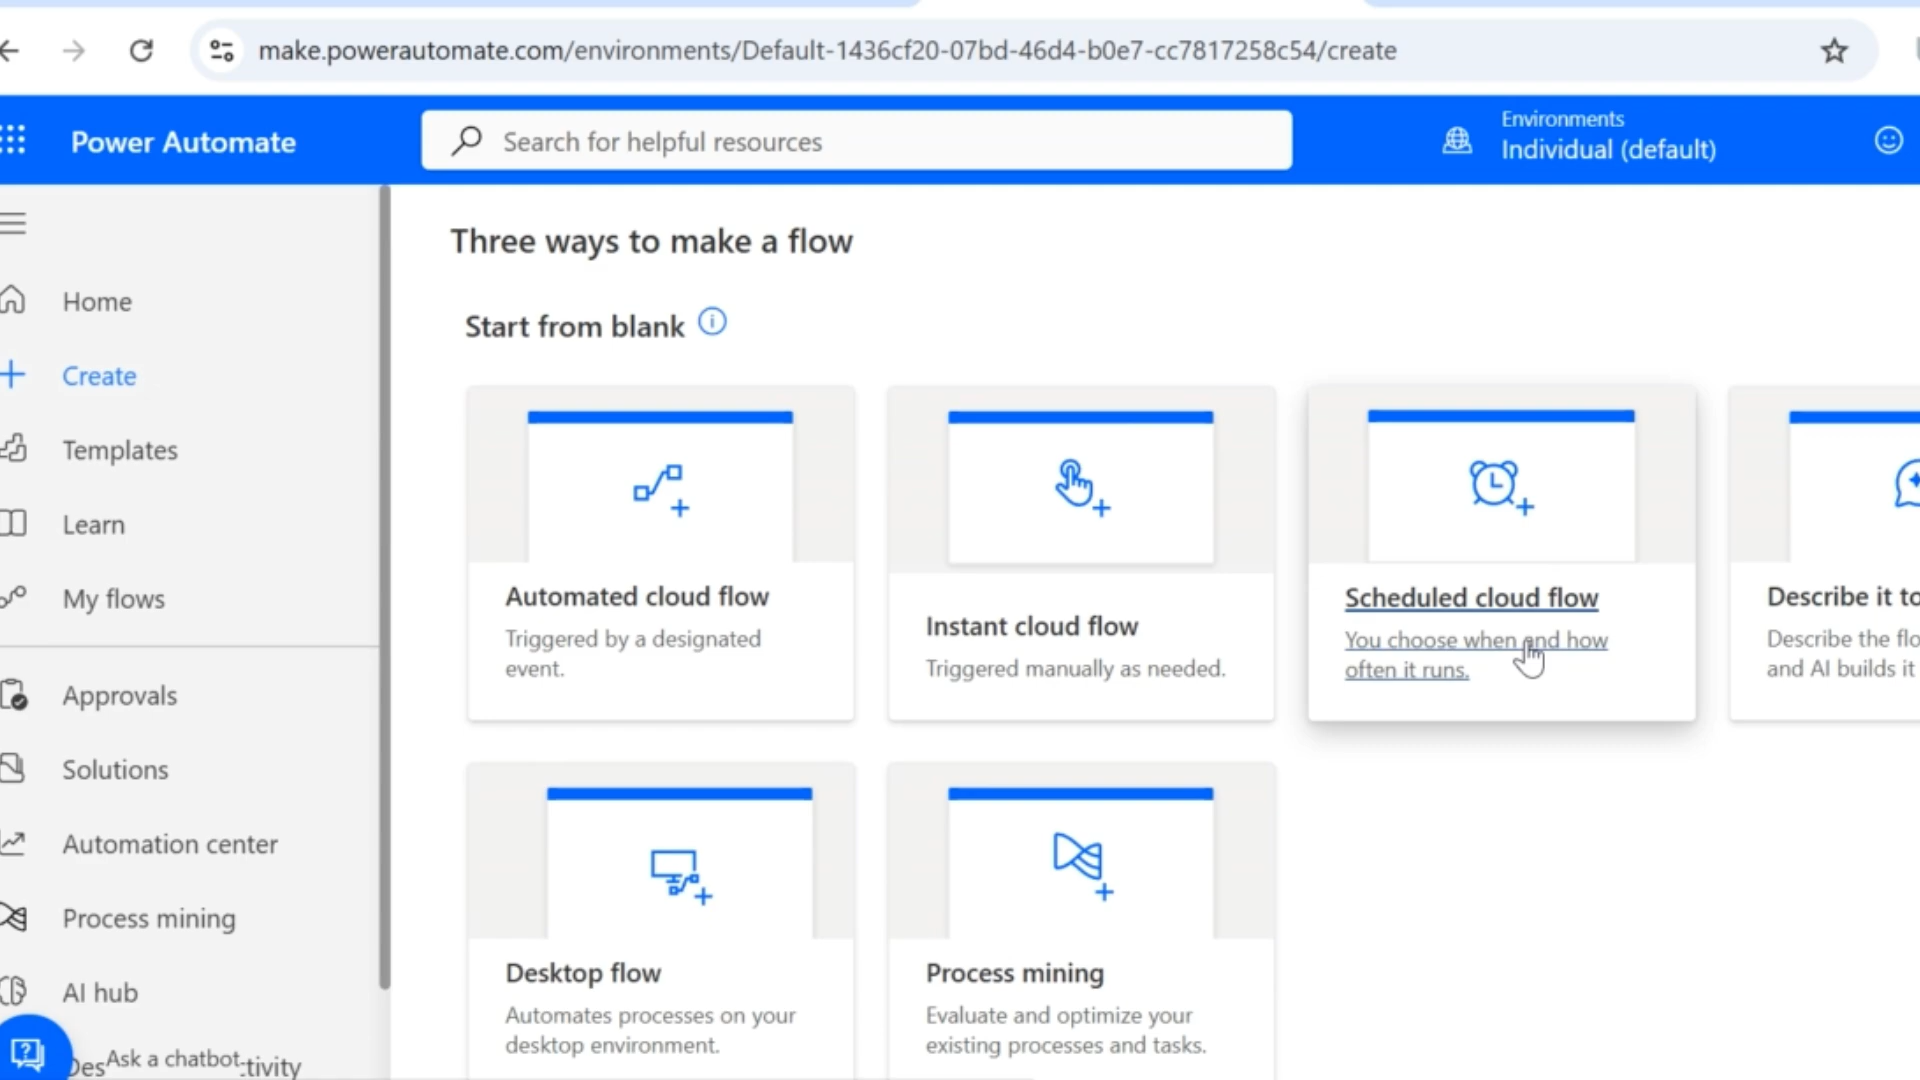 make.powerautomate.com/environments/Default-1436cf20-07bd-46d4-b0e7-cc7817258c54/create
Power Automate
Search for helpful resources
Environments
Individual (default)
Three ways to make a flow
Home
Start from blank
Create
Templates
Learn
My flows
Automated cloud flow
Triggered by a designated
event.
Instant cloud flow
Triggered manually as needed.
Scheduled cloud flow
You choose when and how
often it runs.
Describe it to
Describe the flo
and AI builds it
Approvals
Solutions
Automation center
Process mining
AI hub
Desktop flow
Automates processes on your
desktop environment.
Process mining
Evaluate and optimize your
existing processes and tasks.
Des
Ask a chatbot
tivity